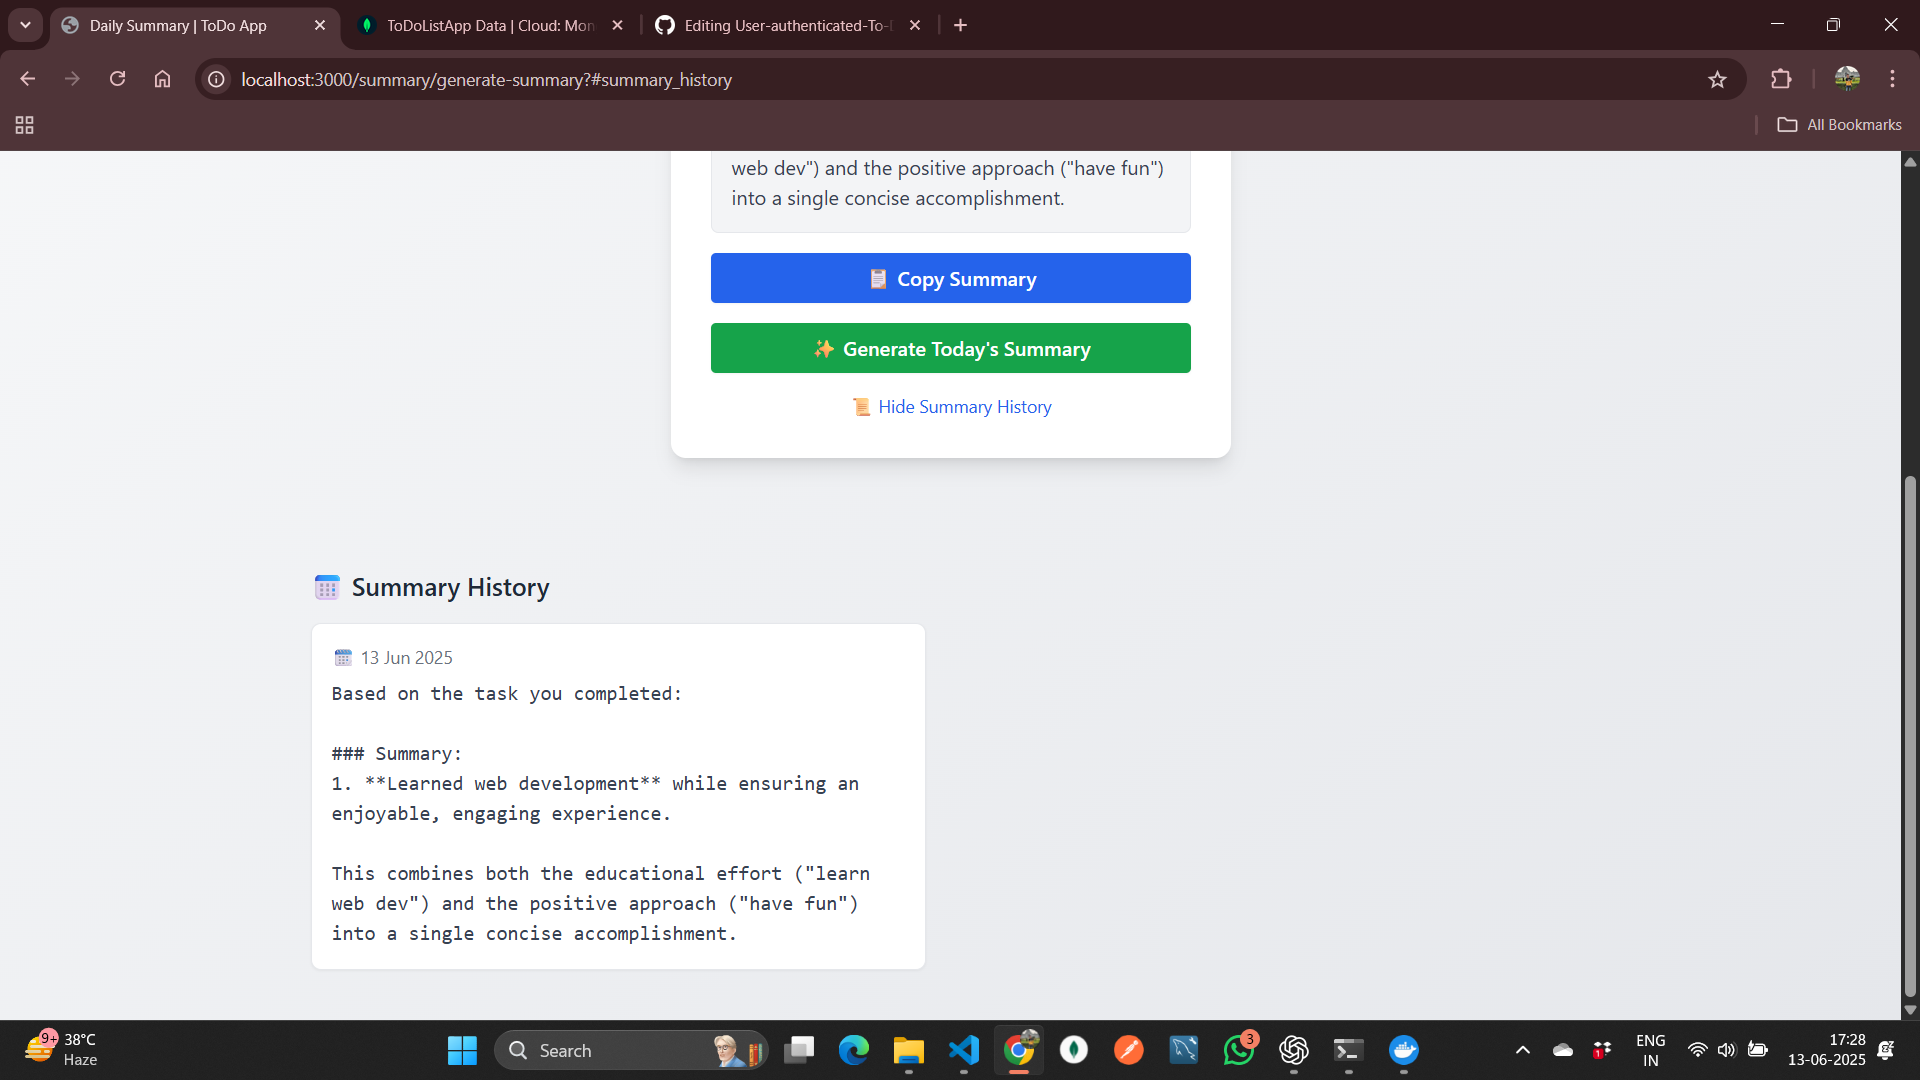 Daily Summary | ToDo App
ToDoListApp Data | Cloud: Mon
Editing User-authenticated-To-
localhost:3000/summary/generate-summary?#summary_history
All Bookmarks
web dev") and the positive approach ("have fun")
into a single concise accomplishment.
📋 Copy Summary
✨ Generate Today's Summary
📜 Hide Summary History
📅 Summary History
📅 13 Jun 2025
Based on the task you completed:
### Summary:
1. **Learned web development** while ensuring an
enjoyable, engaging experience.
This combines both the educational effort ("learn
web dev") and the positive approach ("have fun")
into a single concise accomplishment.
9+
38°C
Haze
Search
3
1
ENG
IN
17:28
13-06-2025